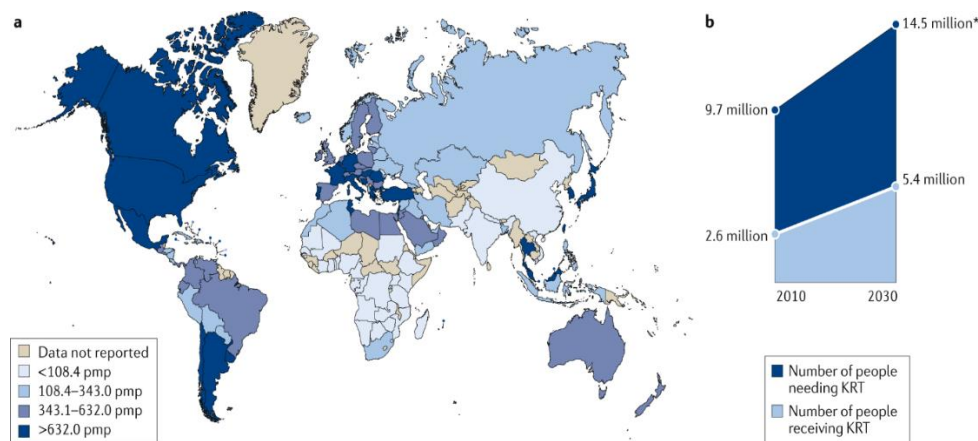 a
Data not reported
<108.4 pmp
108.4–343.0 pmp
343.1–632.0 pmp
>632.0 pmp
b
14.5 million*
9.7 million
5.4 million
2.6 million
2010
2030
Number of people
needing KRT
Number of people
receiving KRT